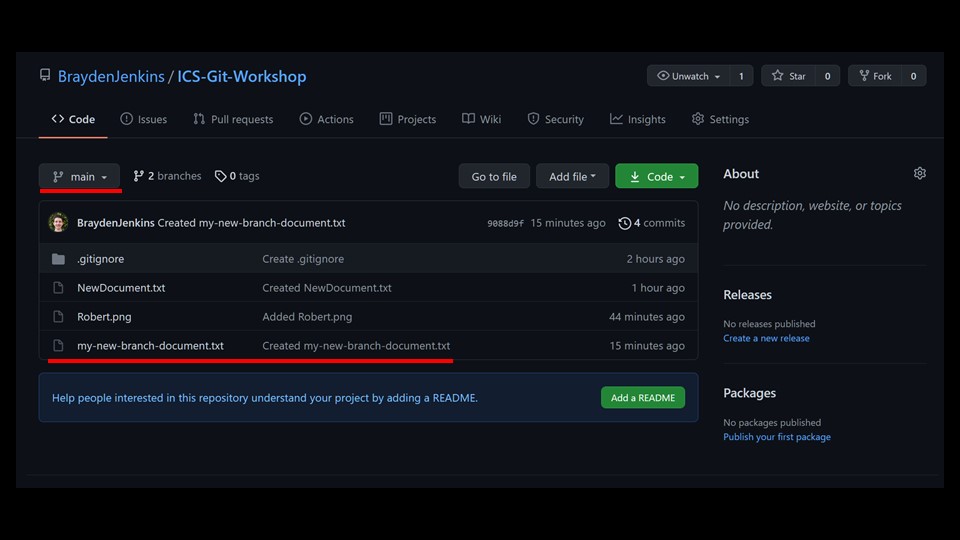 BraydenJenkins / ICS-Git-Workshop
Unwatch 1 Star 0 Fork 0
Code Issues Pull requests Actions Projects Wiki Security Insights Settings
main 2 branches 0 tags Go to file Add file Code
BraydenJenkins Created my-new-branch-document.txt 9088d9f 15 minutes ago 4 commits
.gitignore Create .gitignore 2 hours ago
NewDocument.txt Created NewDocument.txt 1 hour ago
Robert.png Added Robert.png 44 minutes ago
my-new-branch-document.txt Created my-new-branch-document.txt 15 minutes ago
Help people interested in this repository understand your project by adding a README. Add a README
About
No description, website, or topics
provided.
Releases
No releases published
Create a new release
Packages
No packages published
Publish your first package